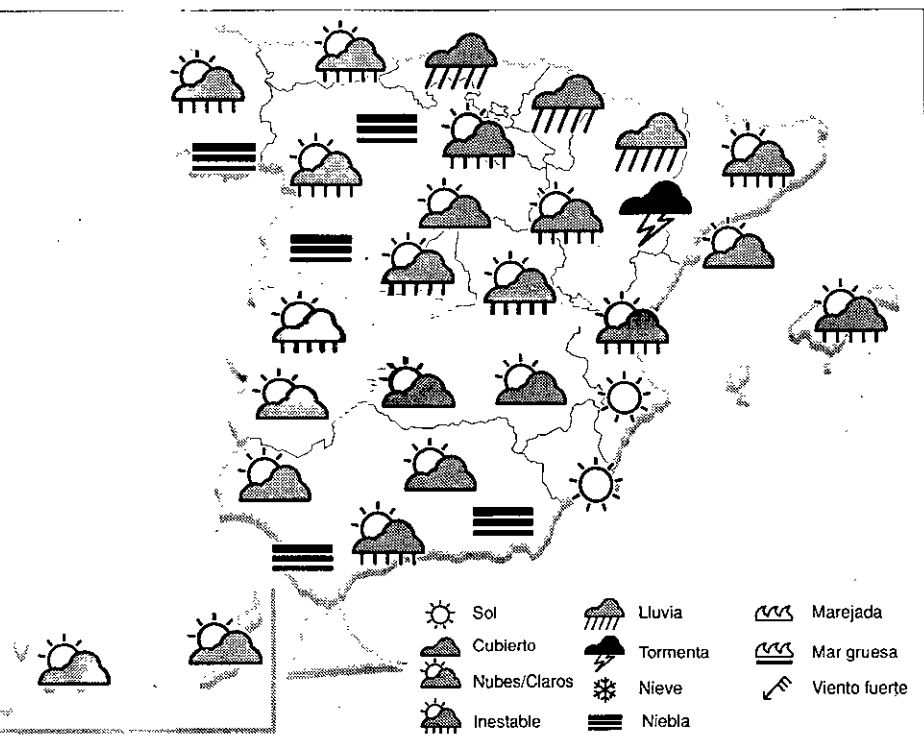 Sol
Cubierto
Nubes/Claros
Inestable
Lluvia
Tormenta
Nieve
Niebla
Marejada
Mar gruesa
Viento fuerte